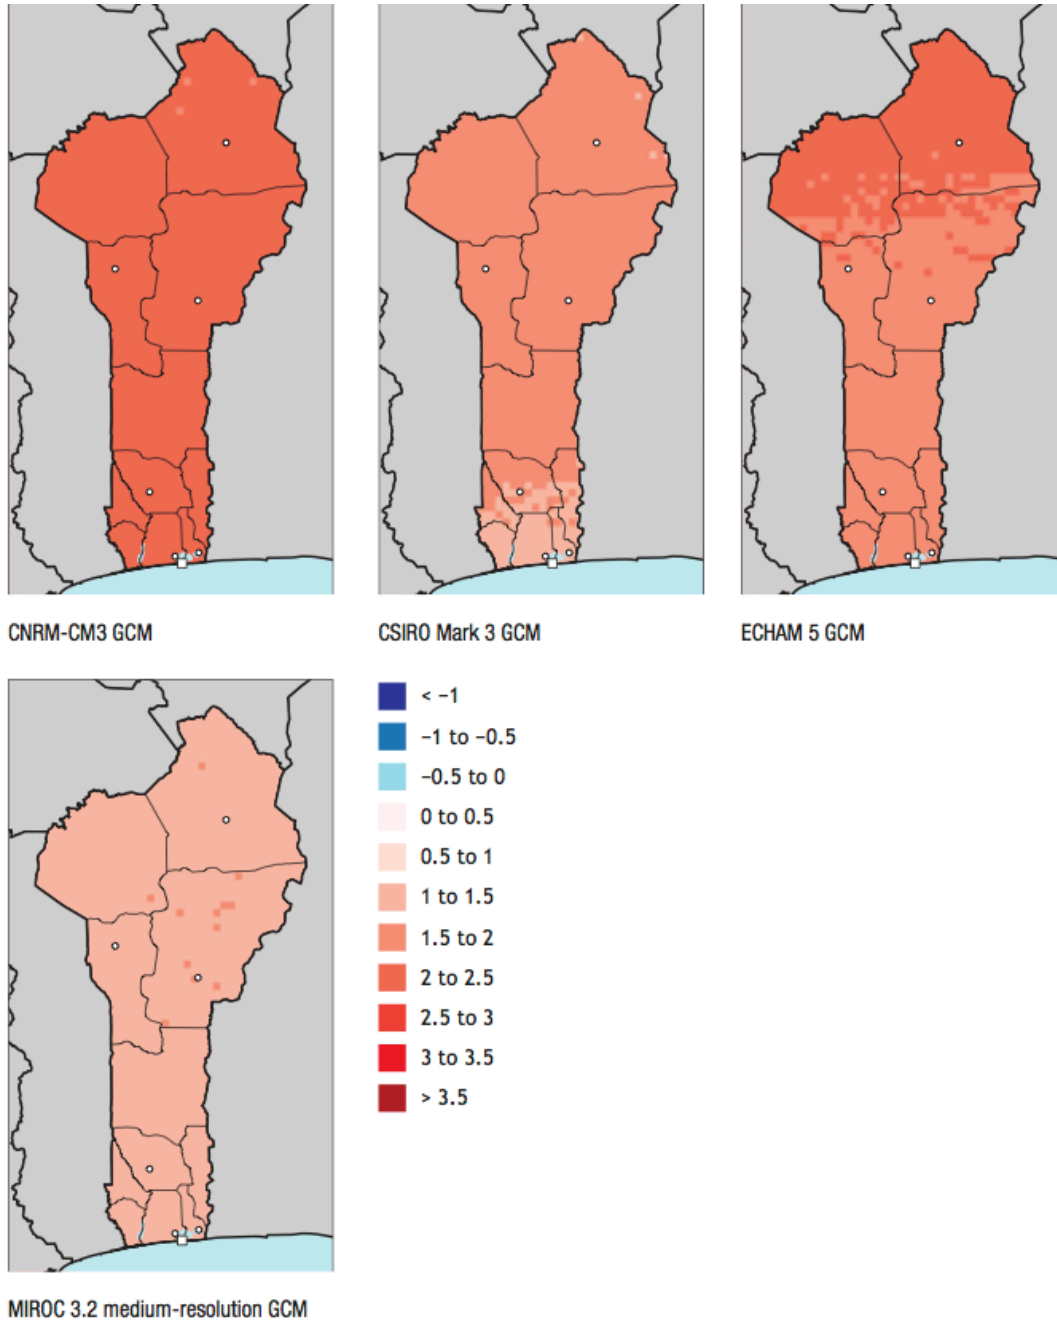 CNRM-CM3 GCM
CSIRO Mark 3 GCM
ECHAM 5 GCM
< −1
−1 to −0.5
−0.5 to 0
0 to 0.5
0.5 to 1
1 to 1.5
1.5 to 2
2 to 2.5
2.5 to 3
3 to 3.5
> 3.5
MIROC 3.2 medium-resolution GCM